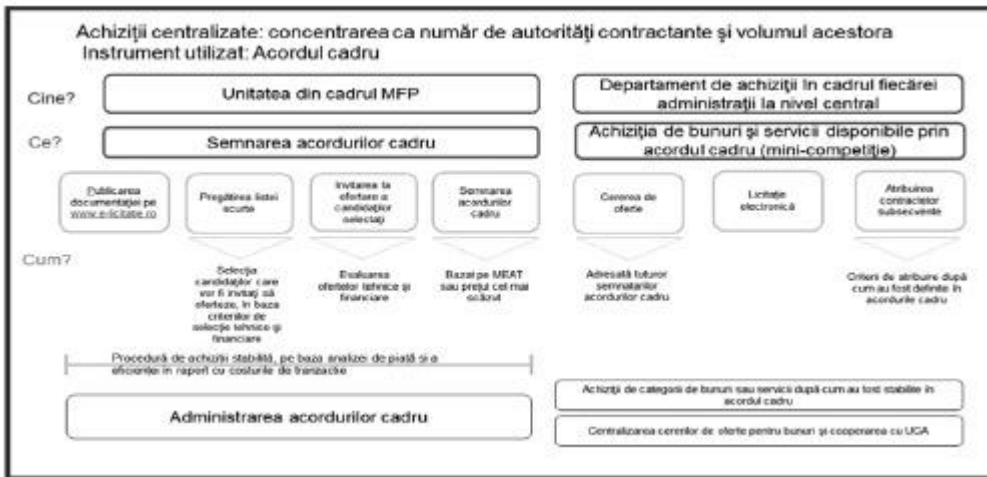 Achiziții centralizate: concentrarea ca număr de autorități contractante și volumul acestora
Instrument utilizat: Acordul cadru
Cine?
Unitatea din cadrul MFP
Departament de achiziții în cadrul fiecărei
administrații la nivel central
Ce?
Semnarea acordurilor cadru
Achiziția de bunuri și servicii disponibile prin
acordul cadru (mini-competiție)
Publicarea
documentației pe
www.e-licitatie.ro
Pregătirea listei
scurte
Invitarea la
ofertare a
candidaților
selectați
Semnarea
acordurilor
cadru
Cererea de
oferte
Licitație
electronică
Atribuirea
contractelor
subsecvente
Cum?
Selecția
candidaților care
vor fi invitați să
oferteze, în baza
criteriilor de
selecție tehnice și
financiare
Evaluarea
ofertelor tehnice și
financiare
Bazat pe MEAT
sau prețul cel mai
scăzut
Adresată tuturor
semnatarilor
acordurilor cadru
Criterii de atribuire după
cum au fost definite în
acordurile cadru
Procedură de achiziții stabilită, pe baza analizei de piață si a
eficienței în raport cu costurile de tranzactie
Administrarea acordurilor cadru
Achiziții de categorii de bunuri sau servicii după cum au fost stabilite în
acordul cadru
Centralizarea cererilor de oferte pentru bunuri și cooperarea cu UCA